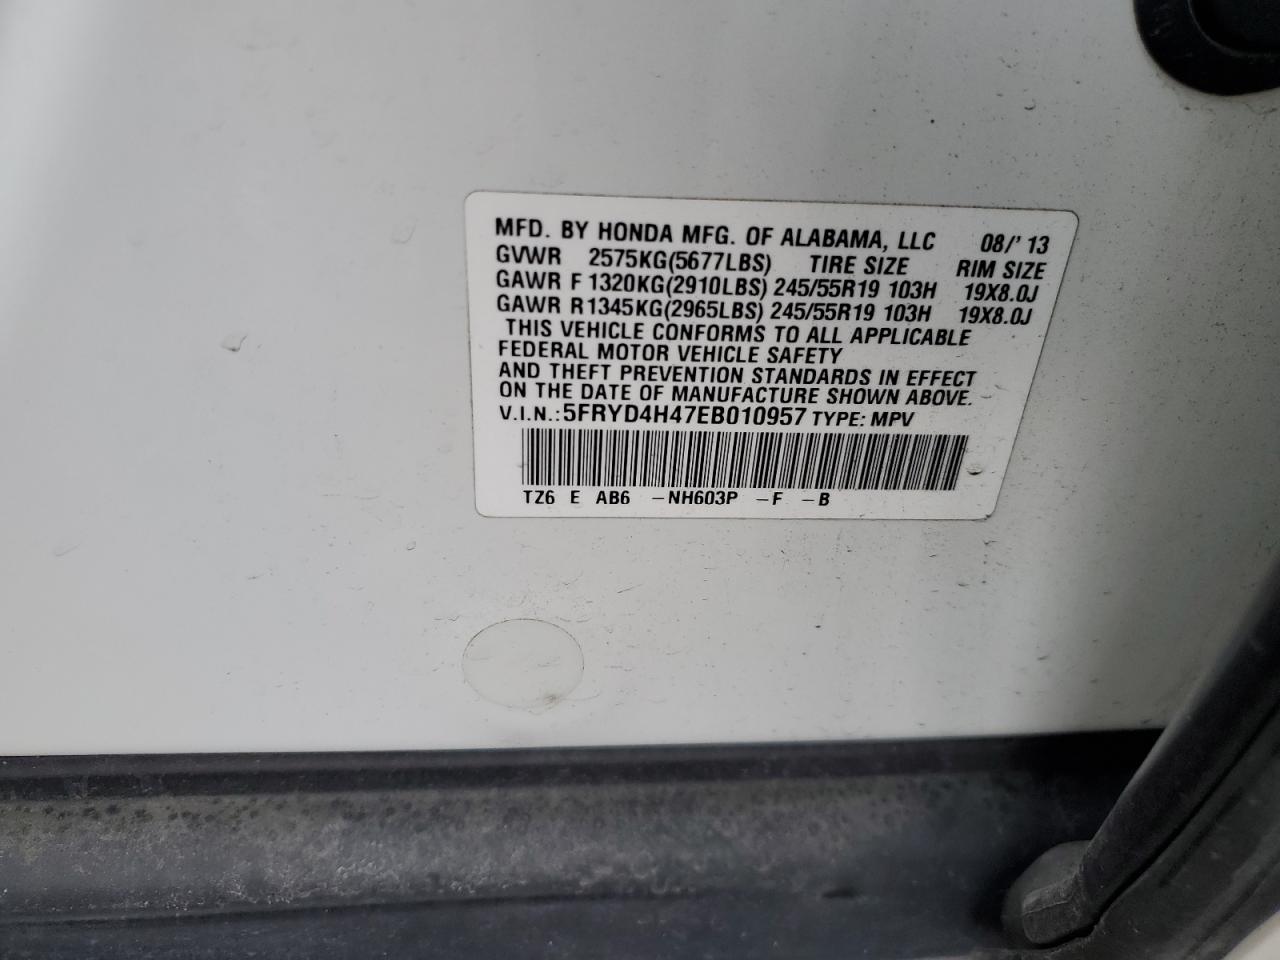 MFD. BY HONDA MFG. OF ALABAMA, LLC 08/' 13
GVWR 2575KG(5677LBS) TIRE SIZE RIM SIZE
GAWR F 1320KG(2910LBS) 245/55R19 103H 19X8.0J
GAWR R1345KG(2965LBS) 245/55R19 103H 19X8.0J
THIS VEHICLE CONFORMS TO ALL APPLICABLE
FEDERAL MOTOR VEHICLE SAFETY
AND THEFT PREVENTION STANDARDS IN EFFECT
ON THE DATE OF MANUFACTURE SHOWN ABOVE.
V.I.N.: 5FRYD4H47EB010957 TYPE: MPV
TZ6 E AB6 -NH603P -F -B